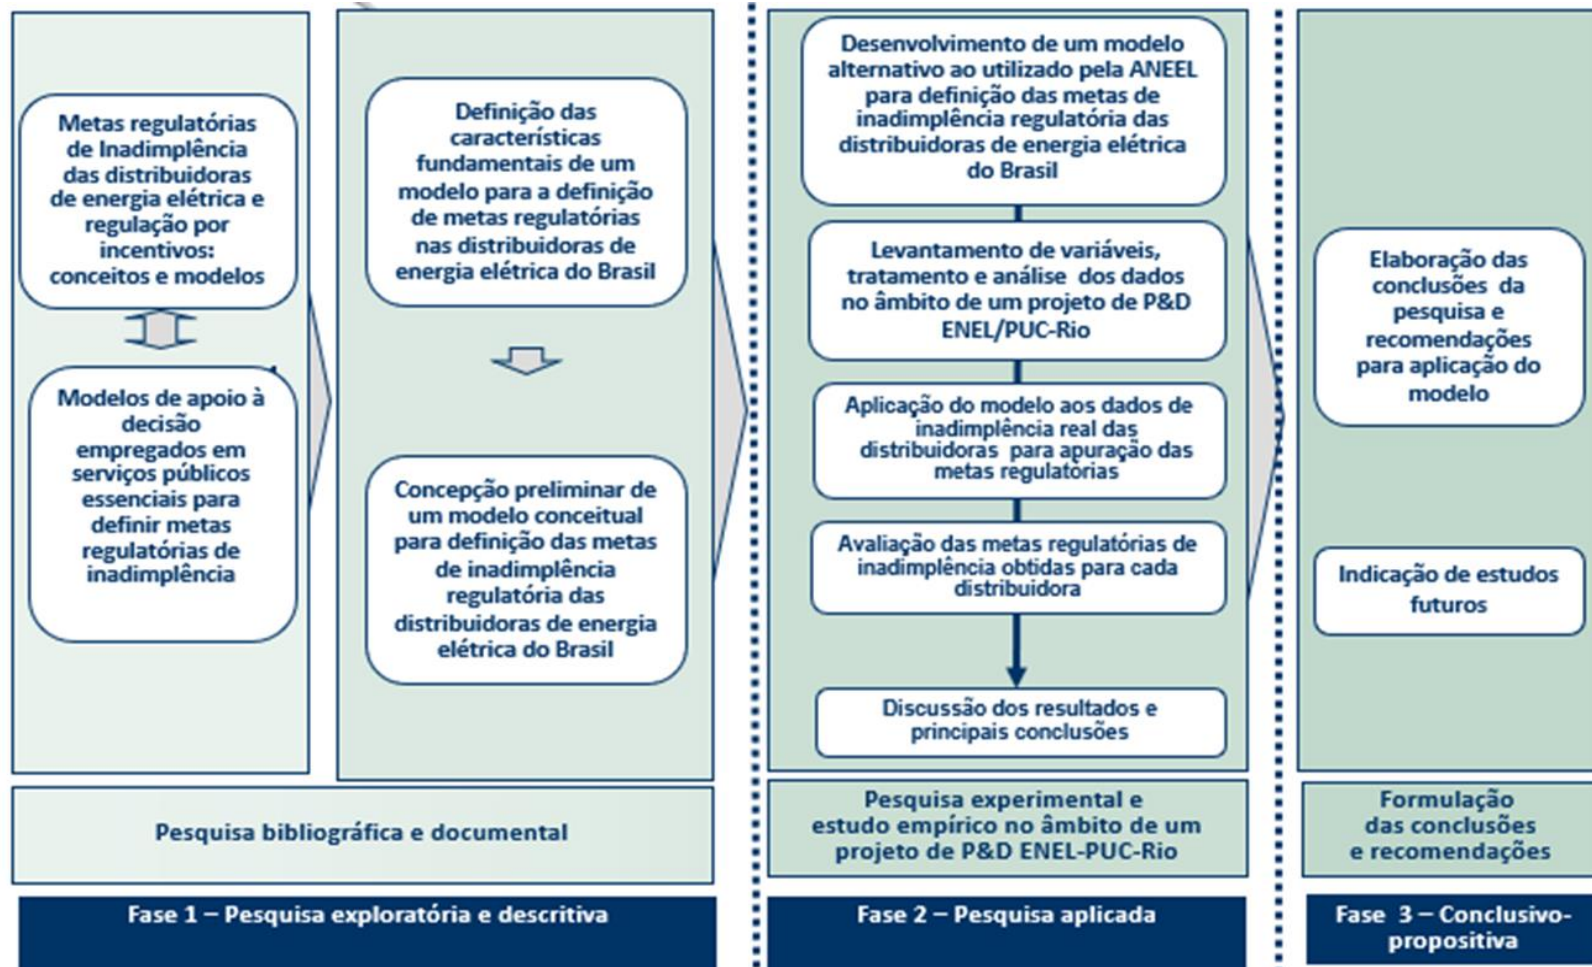 Metas regulatórias
de Inadimplência
das distribuidoras
de energia elétrica e
regulação por
incentivos:
conceitos e modelos
Modelos de apoio à
decisão
empregados em
serviços públicos
essenciais para
definir metas
regulatórias de
inadimplência
Definição das
características
fundamentais de um
modelo para a definição
de metas regulatórias
nas distribuidoras de
energia elétrica do Brasil
Concepção preliminar de
um modelo conceitual
para definição das metas
de inadimplência
regulatória das
distribuidoras de energia
elétrica do Brasil
Pesquisa bibliográfica e documental
Fase 1 – Pesquisa exploratória e descritiva
Desenvolvimento de um modelo
alternativo ao utilizado pela ANEEL
para definição das metas de
inadimplência regulatória das
distribuidoras de energia elétrica
do Brasil
Levantamento de variáveis,
tratamento e análise dos dados
no âmbito de um projeto de P&D
ENEL/PUC-Rio
Aplicação do modelo aos dados de
inadimplência real das
distribuidoras para apuração das
metas regulatórias
Avaliação das metas regulatórias de
inadimplência obtidas para cada
distribuidora
Discussão dos resultados e
principais conclusões
Pesquisa experimental e
estudo empírico no âmbito de um
projeto de P&D ENEL-PUC-Rio
Fase 2 – Pesquisa aplicada
Elaboração das
conclusões da
pesquisa e
recomendações
para aplicação do
modelo
Indicação de estudos
futuros
Formulação
das conclusões
e recomendações
Fase 3 – Conclusivo-
propositiva